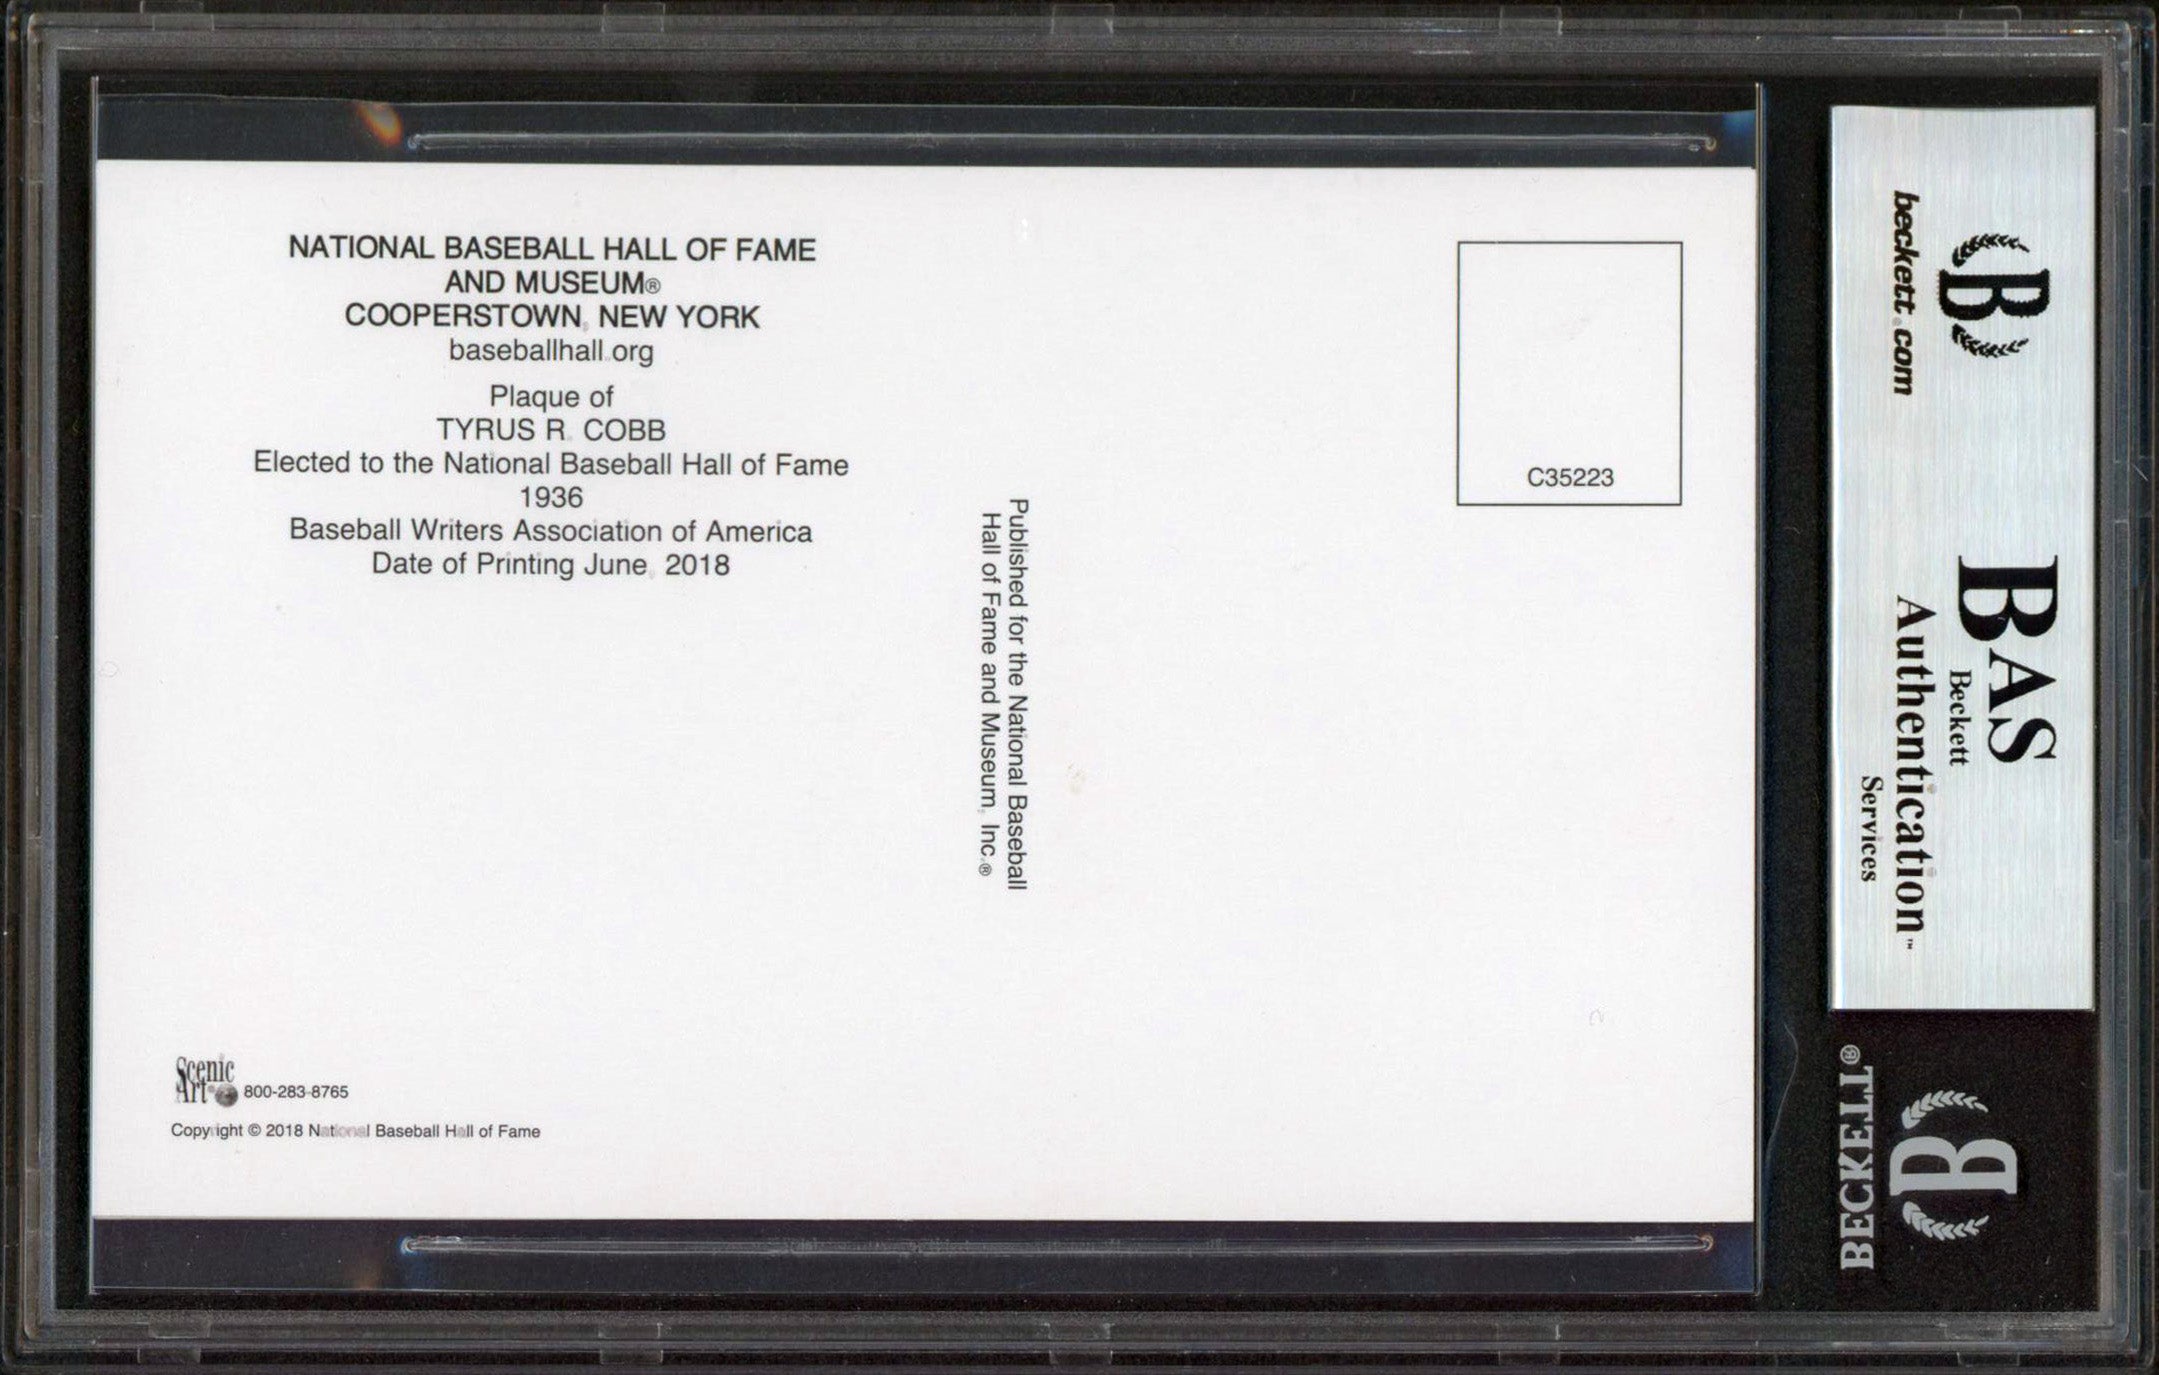 NATIONAL BASEBALL HALL OF FAME
AND MUSEUM®
COOPERSTOWN, NEW YORK
baseballhall.org
Plaque of
TYRUS R. COBB
Elected to the National Baseball Hall of Fame
1936
Baseball Writers Association of America
Date of Printing June, 2018
Published for the National Baseball
Hall of Fame and Museum, Inc.®
C35223
Scenic
Art
800-283-8765
Copyright © 2018 National Baseball Hall of Fame
B
beckett.com
BAS
Beckett
Authentication™
Services
B
BECKETT®